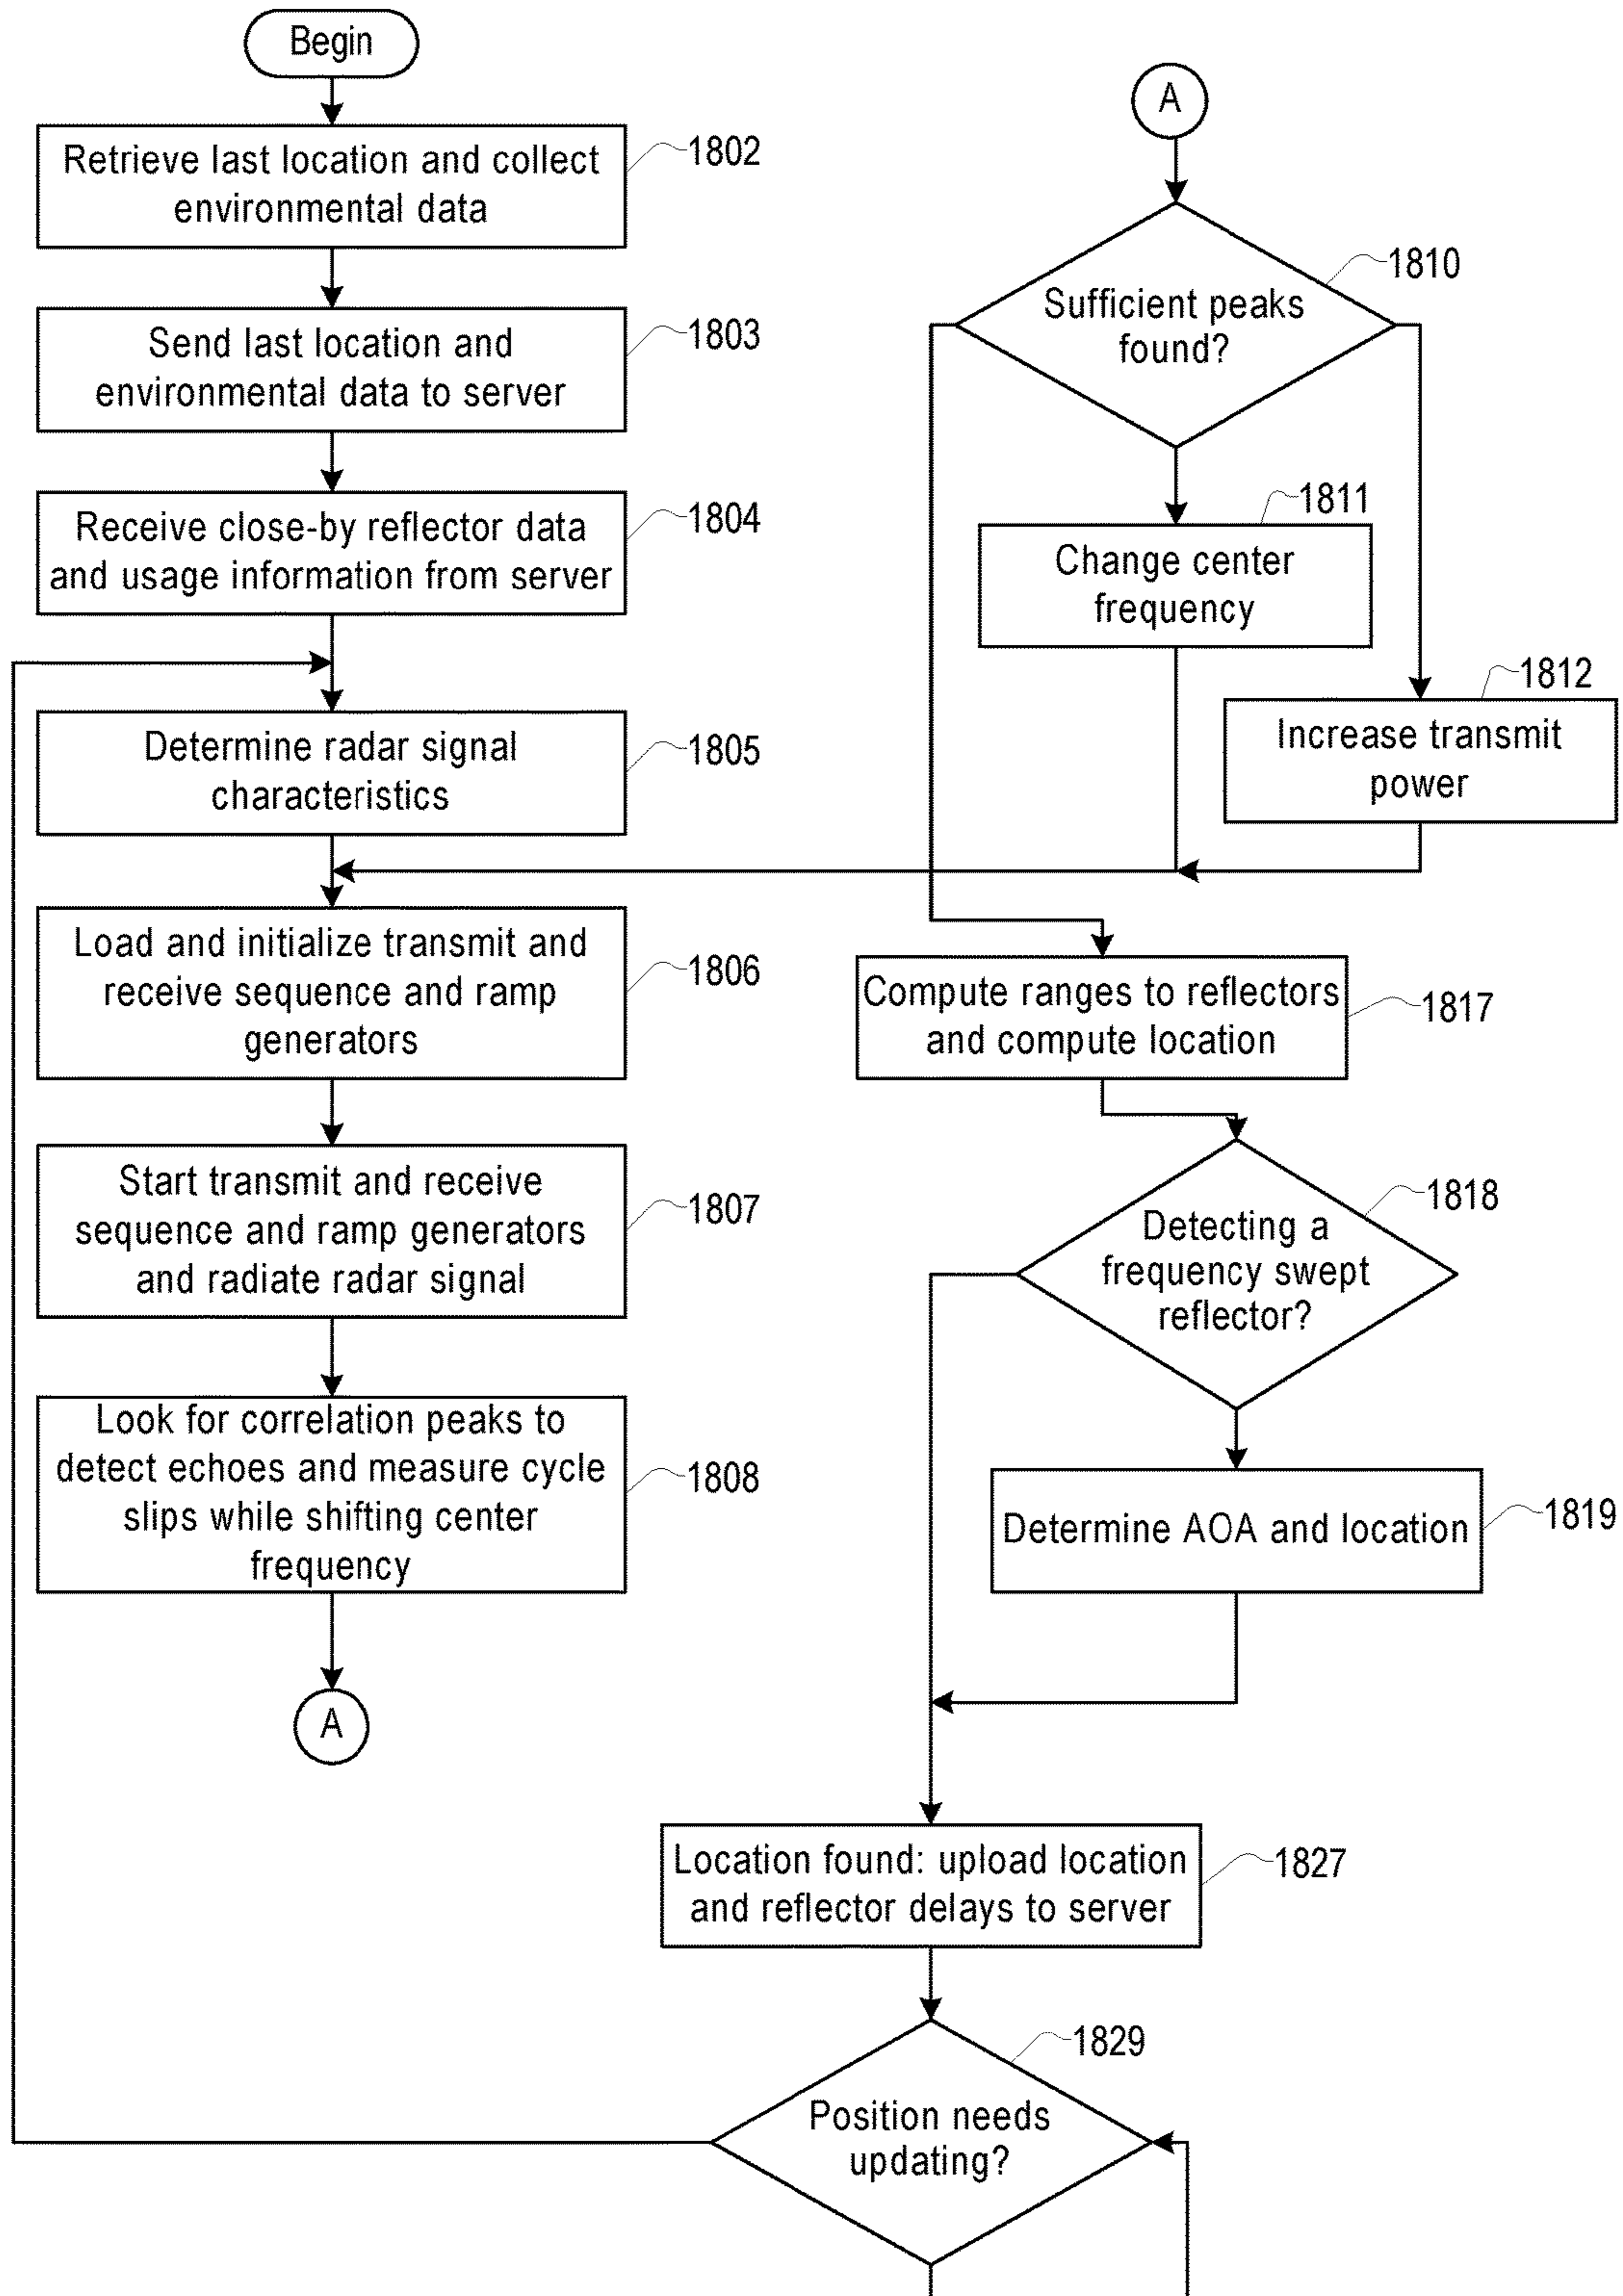 Begin
Retrieve last location and collect
environmental data
1802
Send last location and
environmental data to server
1803
Receive close-by reflector data
and usage information from server
1804
Determine radar signal
characteristics
1805
Load and initialize transmit and
receive sequence and ramp
generators
1806
Start transmit and receive
sequence and ramp generators
and radiate radar signal
1807
Look for correlation peaks to
detect echoes and measure cycle
slips while shifting center
frequency
1808
A
A
Sufficient peaks
found?
1810
Change center
frequency
1811
Increase transmit
power
1812
Compute ranges to reflectors
and compute location
1817
Detecting a
frequency swept
reflector?
1818
Determine AOA and location
1819
Location found: upload location
and reflector delays to server
1827
Position needs
updating?
1829